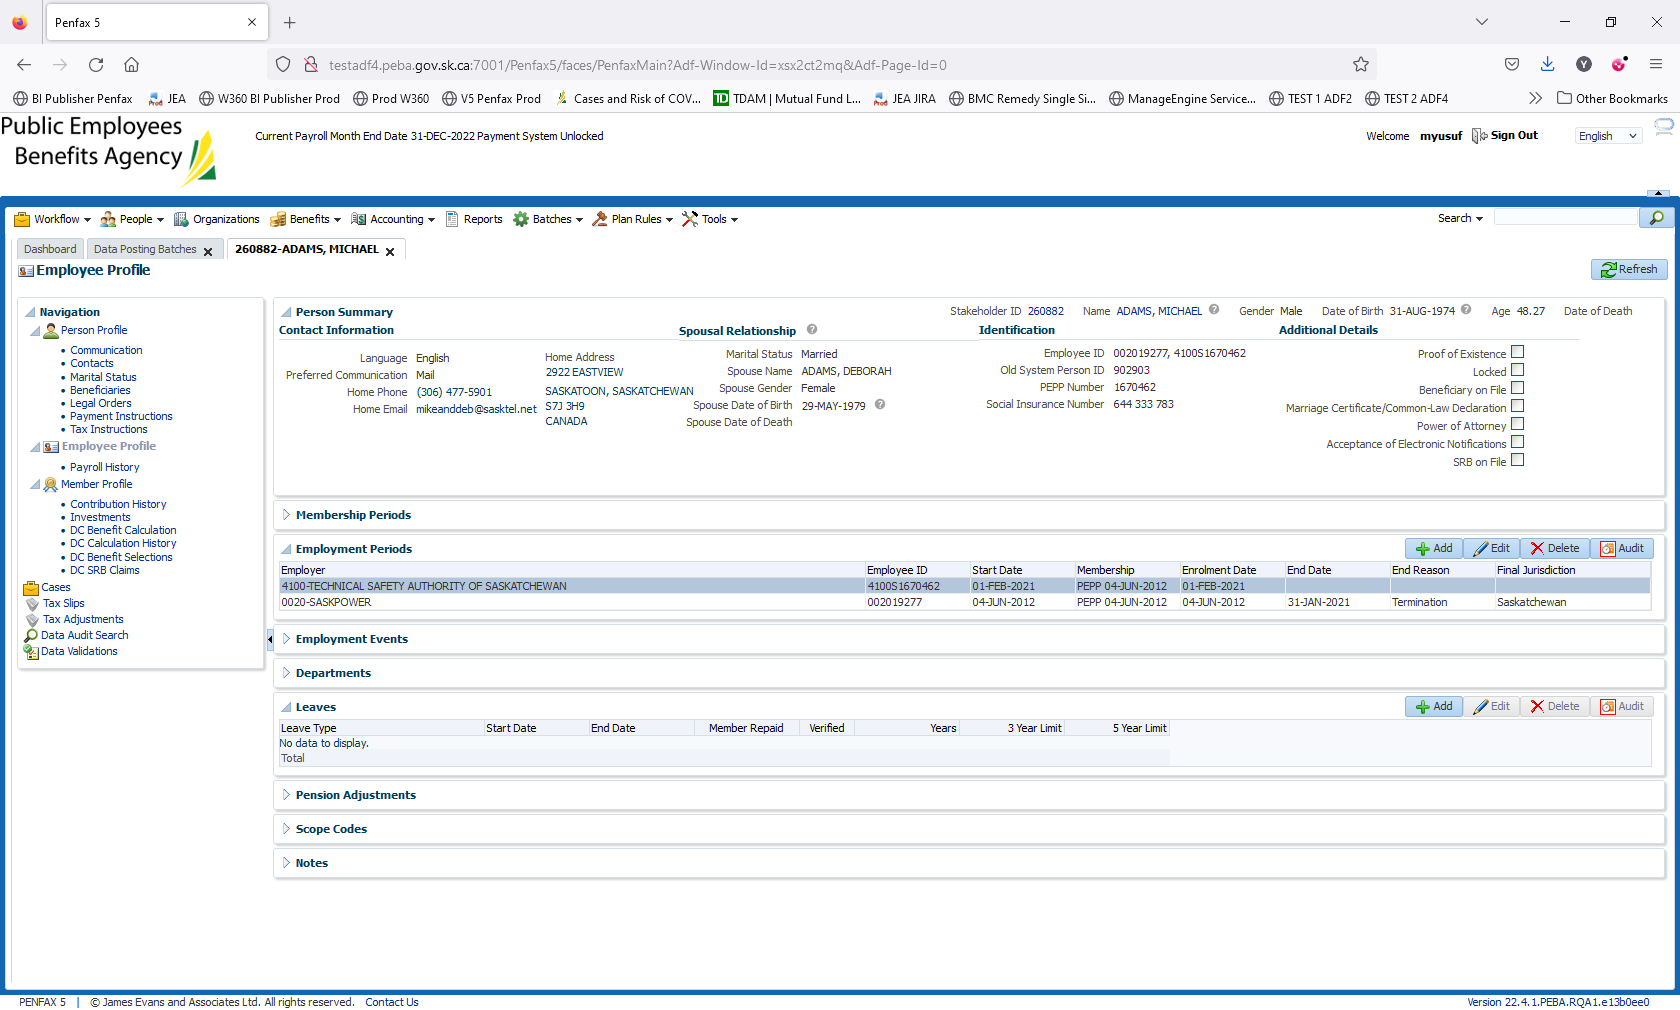 Penfax 5
testadf4.peba.gov.sk.ca:7001/Penfax5/faces/PenfaxMain?Adf-Window-Id=xsx2ct2mq&Adf-Page-Id=0
BI Publisher Penfax JEA W360 BI Publisher Prod Prod W360 V5 Penfax Prod Cases and Risk of COV... TDAM | Mutual Fund L... JEA JIRA BMC Remedy Single Si... ManageEngine Service... TEST 1 ADF2 TEST 2 ADF4 Other Bookmarks
Public Employees
Benefits Agency
Current Payroll Month End Date 31-DEC-2022 Payment System Unlocked
Welcome myusuf Sign Out English
Workflow People Organizations Benefits Accounting Reports Batches Plan Rules Tools Search
Dashboard Data Posting Batches 260882-ADAMS, MICHAEL
Employee Profile
Refresh
Navigation
Person Profile
Communication
Contacts
Marital Status
Beneficiaries
Legal Orders
Payment Instructions
Tax Instructions
Employee Profile
Payroll History
Member Profile
Contribution History
Investments
DC Benefit Calculation
DC Calculation History
DC Benefit Selections
DC SRB Claims
Cases
Tax Slips
Tax Adjustments
Data Audit Search
Data Validations
Person Summary
Stakeholder ID 260882 Name ADAMS, MICHAEL Gender Male Date of Birth 31-AUG-1974 Age 48.27 Date of Death
Contact Information
Language English
Preferred Communication Mail
Home Phone (306) 477-5901
Home Email mikeanddeb@sasktel.net
Home Address
2922 EASTVIEW
SASKATOON, SASKATCHEWAN
S7J 3H9
CANADA
Spousal Relationship
Marital Status Married
Spouse Name ADAMS, DEBORAH
Spouse Gender Female
Spouse Date of Birth 29-MAY-1979
Spouse Date of Death
Identification
Employee ID 002019277, 4100S1670462
Old System Person ID 902903
PEPP Number 1670462
Social Insurance Number 644 333 783
Additional Details
Proof of Existence
Locked
Beneficiary on File
Marriage Certificate/Common-Law Declaration
Power of Attorney
Acceptance of Electronic Notifications
SRB on File
Membership Periods
Employment Periods
Add Edit Delete Audit
Employer Employee ID Start Date Membership Enrolment Date End Date End Reason Final Jurisdiction
4100-TECHNICAL SAFETY AUTHORITY OF SASKATCHEWAN 4100S1670462 01-FEB-2021 PEPP 04-JUN-2012 01-FEB-2021
0020-SASKPOWER 002019277 04-JUN-2012 PEPP 04-JUN-2012 04-JUN-2012 31-JAN-2021 Termination Saskatchewan
Employment Events
Departments
Leaves
Add Edit Delete Audit
Leave Type Start Date End Date Member Repaid Verified Years 3 Year Limit 5 Year Limit
No data to display.
Total
Pension Adjustments
Scope Codes
Notes
PENFAX 5 | © James Evans and Associates Ltd. All rights reserved. Contact Us
Version 22.4.1.PEBA.RQA1.e13b0ee0